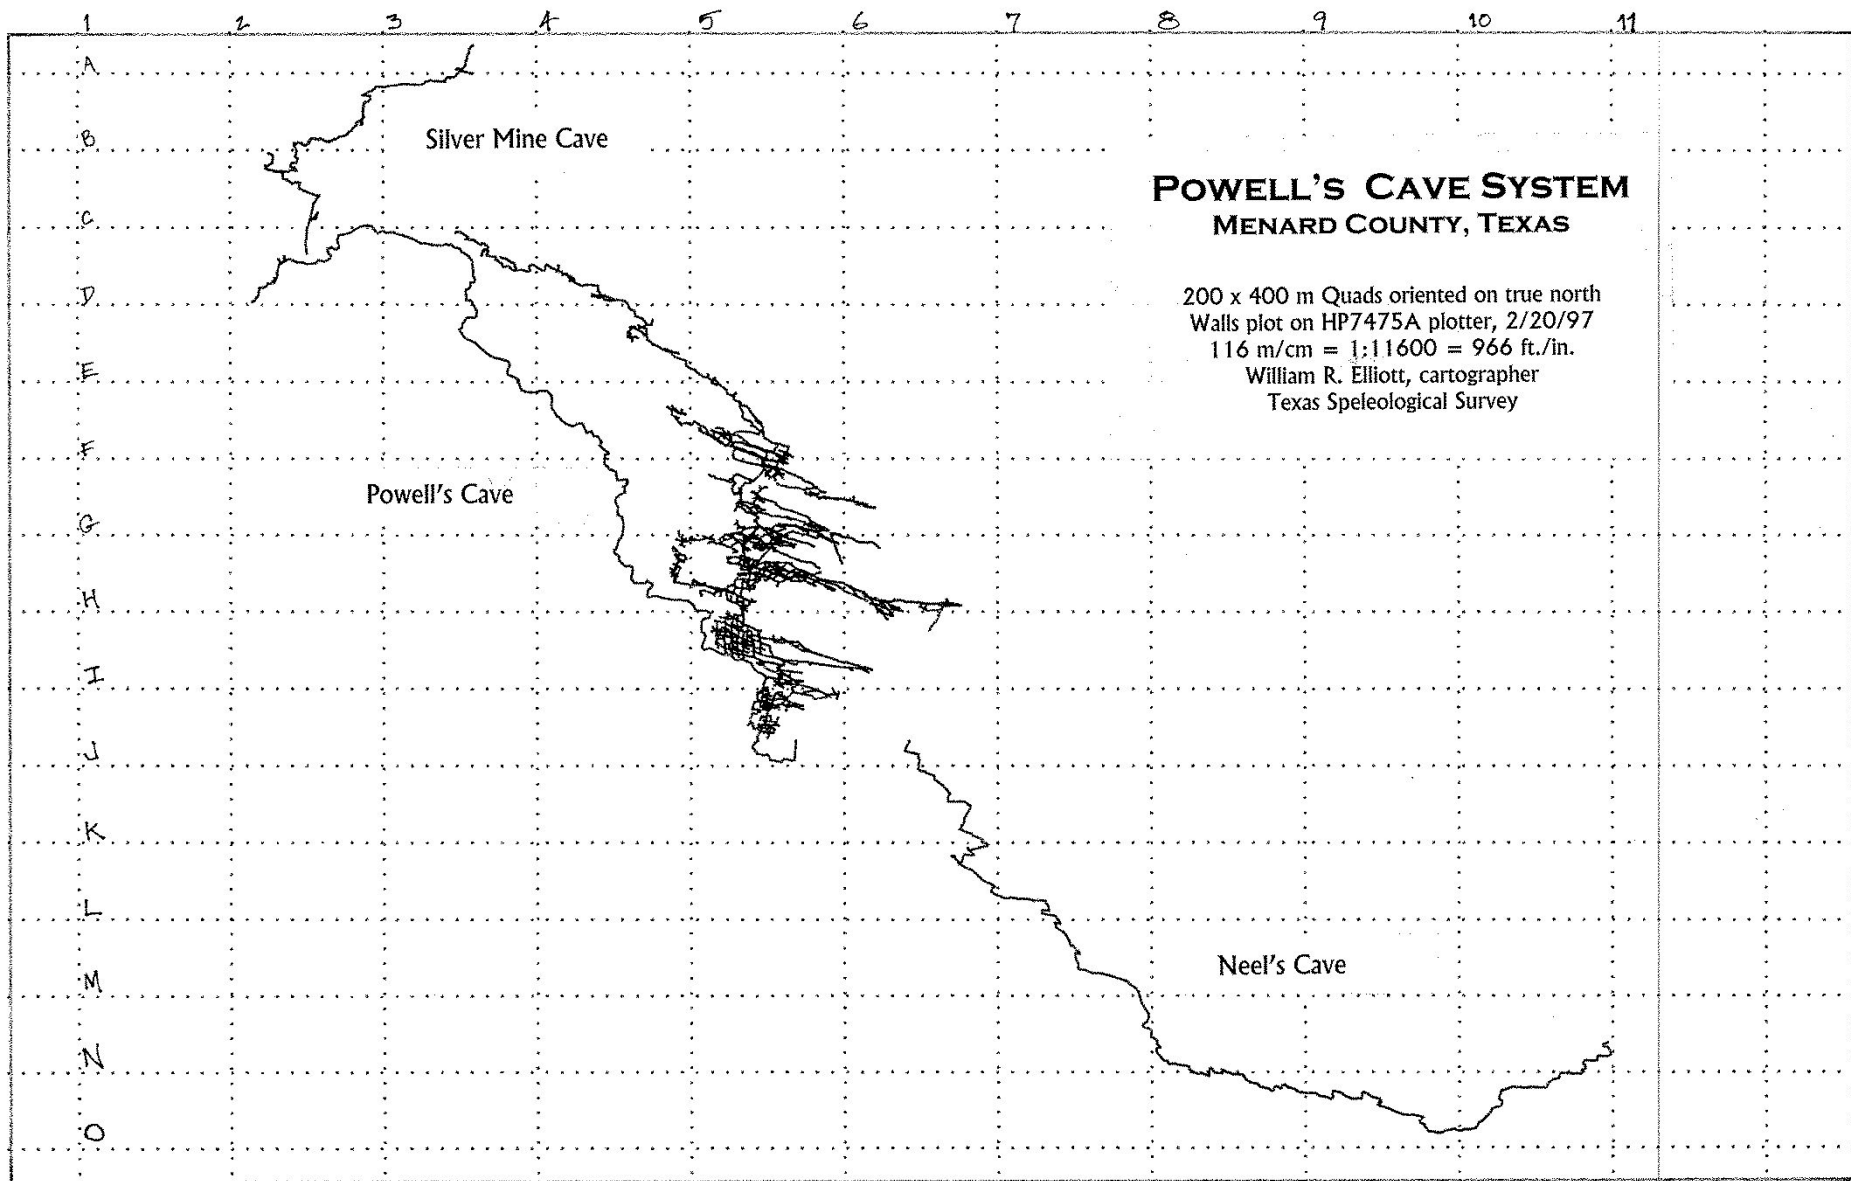 1 2 3 4 5 6 7 8 9 10 11
A
B
Silver Mine Cave
POWELL'S CAVE SYSTEM
MENARD COUNTY, TEXAS
C
D
200 x 400 m Quads oriented on true north
Walls plot on HP7475A plotter, 2/20/97
116 m/cm = 1:11600 = 966 ft./in.
E
William R. Elliott, cartographer
Texas Speleological Survey
F
Powell's Cave
G
H
I
J
K
L
Neel's Cave
M
N
O